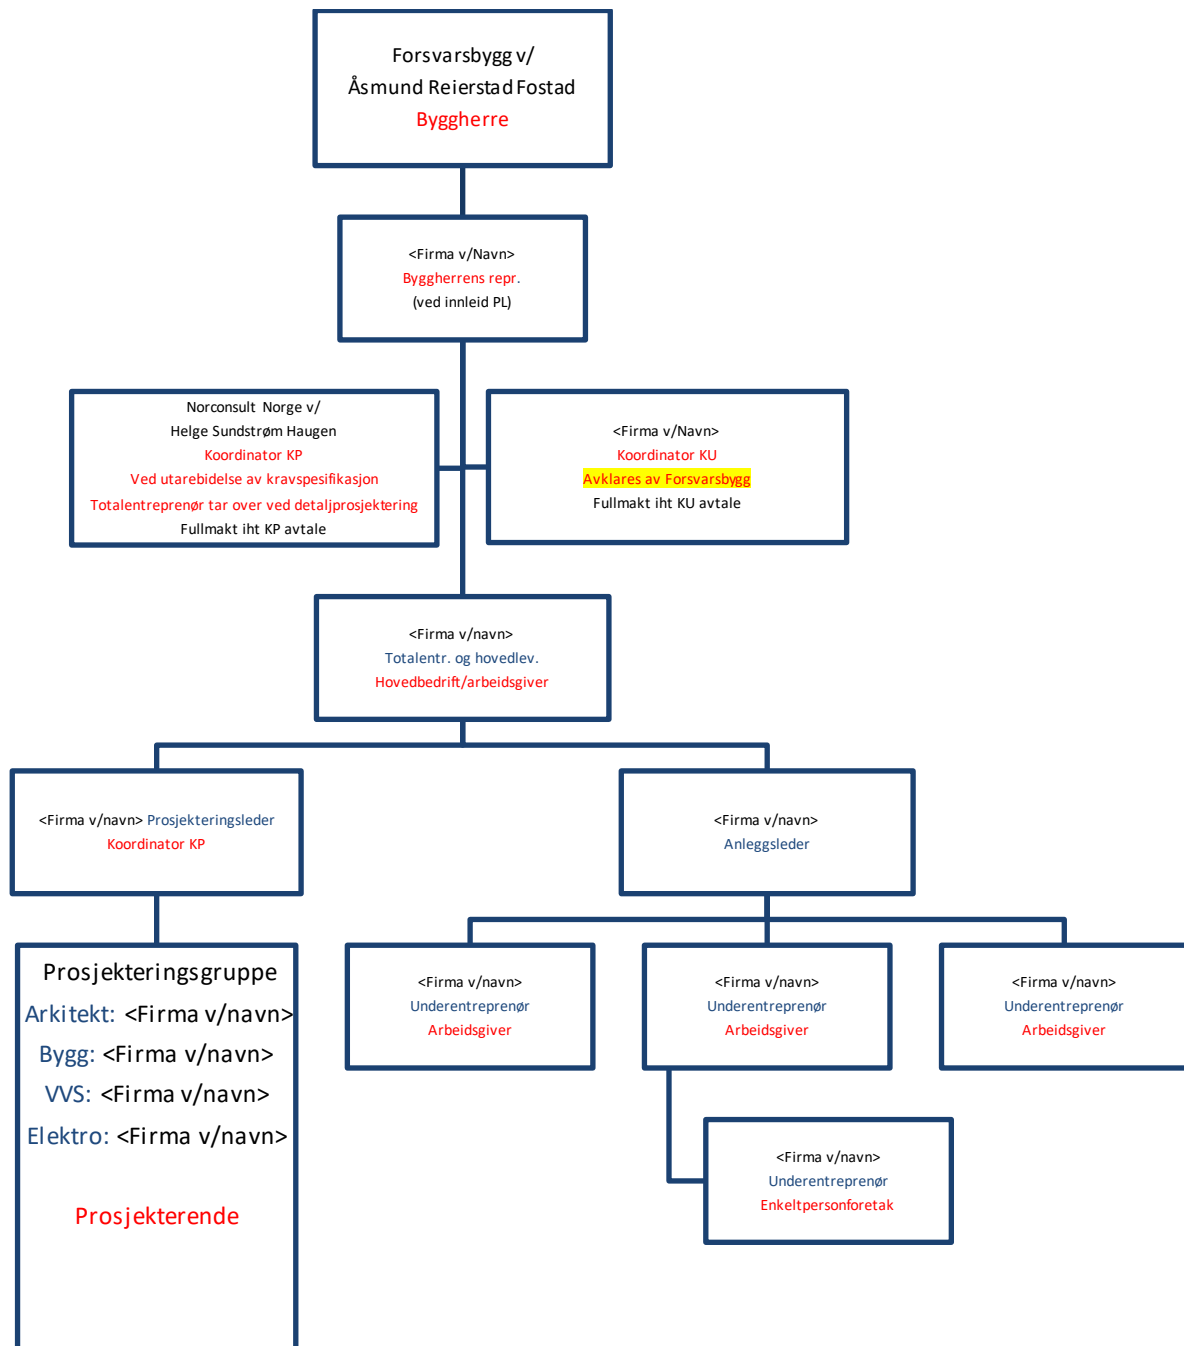 Forsvarsbygg v/
Åsmund Reierstad Fostad
Byggherre
<Firma v/Navn>
Byggherrens repr.
(ved innleid PL)
Norconsult Norge v/
Helge Sundstrøm Haugen
Koordinator KP
Ved utarebidelse av kravspesifikasjon
Totalentreprenør tar over ved detaljprosjektering
Fullmakt iht KP avtale
<Firma v/Navn>
Koordinator KU
Avklares av Forsvarsbygg
Fullmakt iht KU avtale
<Firma v/navn>
Totalentr. og hovedlev.
Hovedbedrift/arbeidsgiver
<Firma v/navn> Prosjekteringsleder
Koordinator KP
<Firma v/navn>
Anleggsleder
Prosjekteringsgruppe
Arkitekt: <Firma v/navn>
Bygg: <Firma v/navn>
VVS: <Firma v/navn>
Elektro: <Firma v/navn>
Prosjekterende
<Firma v/navn>
Underentreprenør
Arbeidsgiver
<Firma v/navn>
Underentreprenør
Arbeidsgiver
<Firma v/navn>
Underentreprenør
Arbeidsgiver
<Firma v/navn>
Underentreprenør
Enkeltpersonforetak